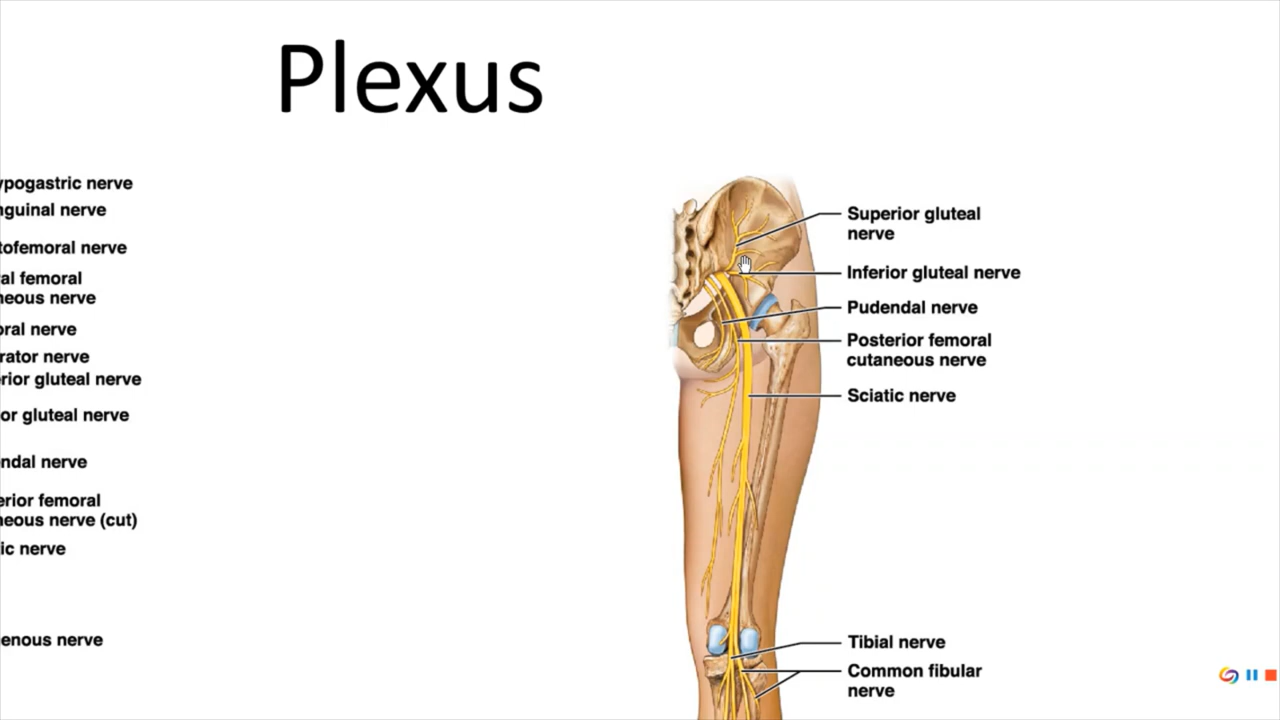 Plexus
ypogastric nerve
nguinal nerve
tofemoral nerve
al femoral
neous nerve
oral nerve
rator nerve
rior gluteal nerve
or gluteal nerve
ndal nerve
erior femoral
neous nerve (cut)
ic nerve
enous nerve
Superior gluteal
nerve
Inferior gluteal nerve
Pudendal nerve
Posterior femoral
cutaneous nerve
Sciatic nerve
Tibial nerve
Common fibular
nerve